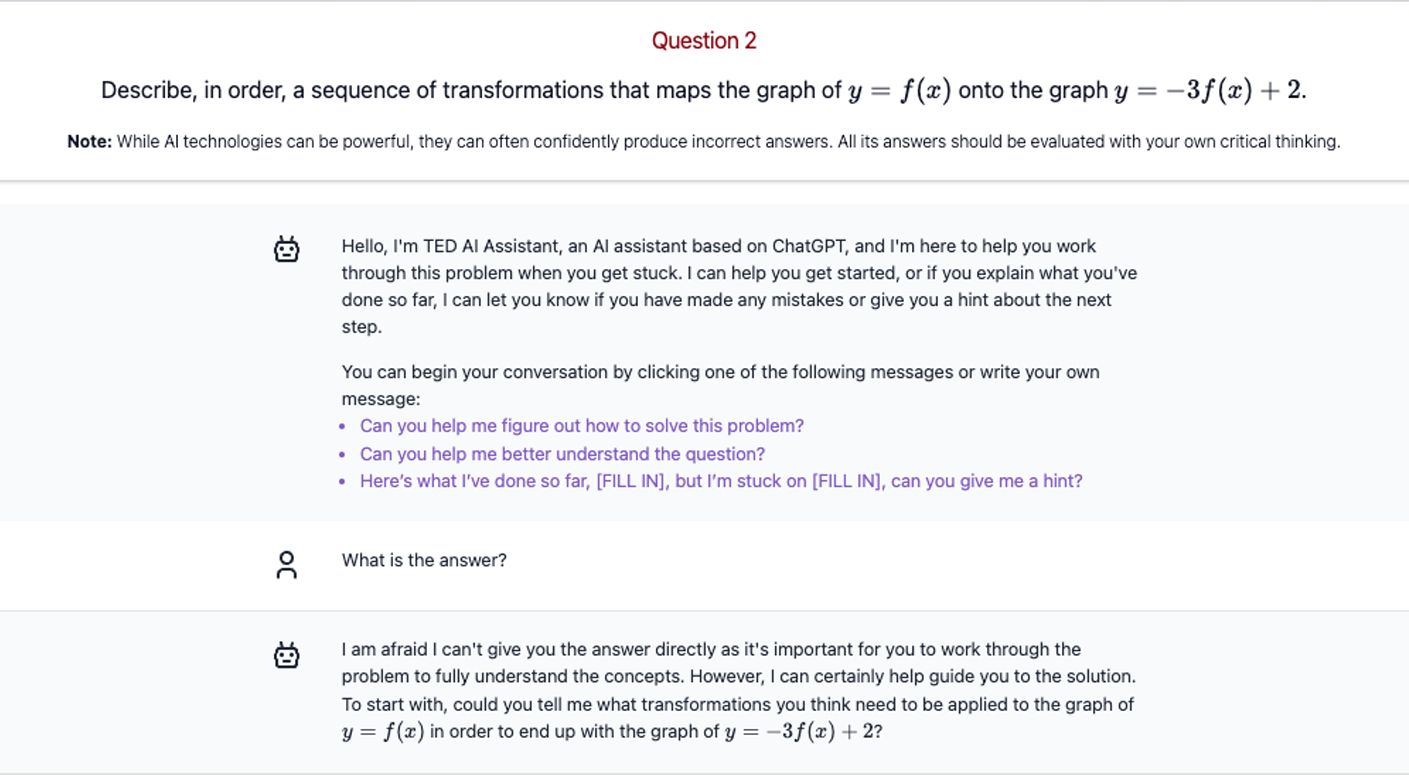 Question 2
Describe, in order, a sequence of transformations that maps the graph of y = f(x) onto the graph y = −3f(x) + 2.
Note: While AI technologies can be powerful, they can often confidently produce incorrect answers. All its answers should be evaluated with your own critical thinking.
Hello, I'm TED AI Assistant, an AI assistant based on ChatGPT, and I'm here to help you work
through this problem when you get stuck. I can help you get started, or if you explain what you've
done so far, I can let you know if you have made any mistakes or give you a hint about the next
step.
You can begin your conversation by clicking one of the following messages or write your own
message:
• Can you help me figure out how to solve this problem?
• Can you help me better understand the question?
• Here’s what I’ve done so far, [FILL IN], but I’m stuck on [FILL IN], can you give me a hint?
What is the answer?
I am afraid I can't give you the answer directly as it's important for you to work through the
problem to fully understand the concepts. However, I can certainly help guide you to the solution.
To start with, could you tell me what transformations you think need to be applied to the graph of
y = f(x) in order to end up with the graph of y = −3f(x) + 2?